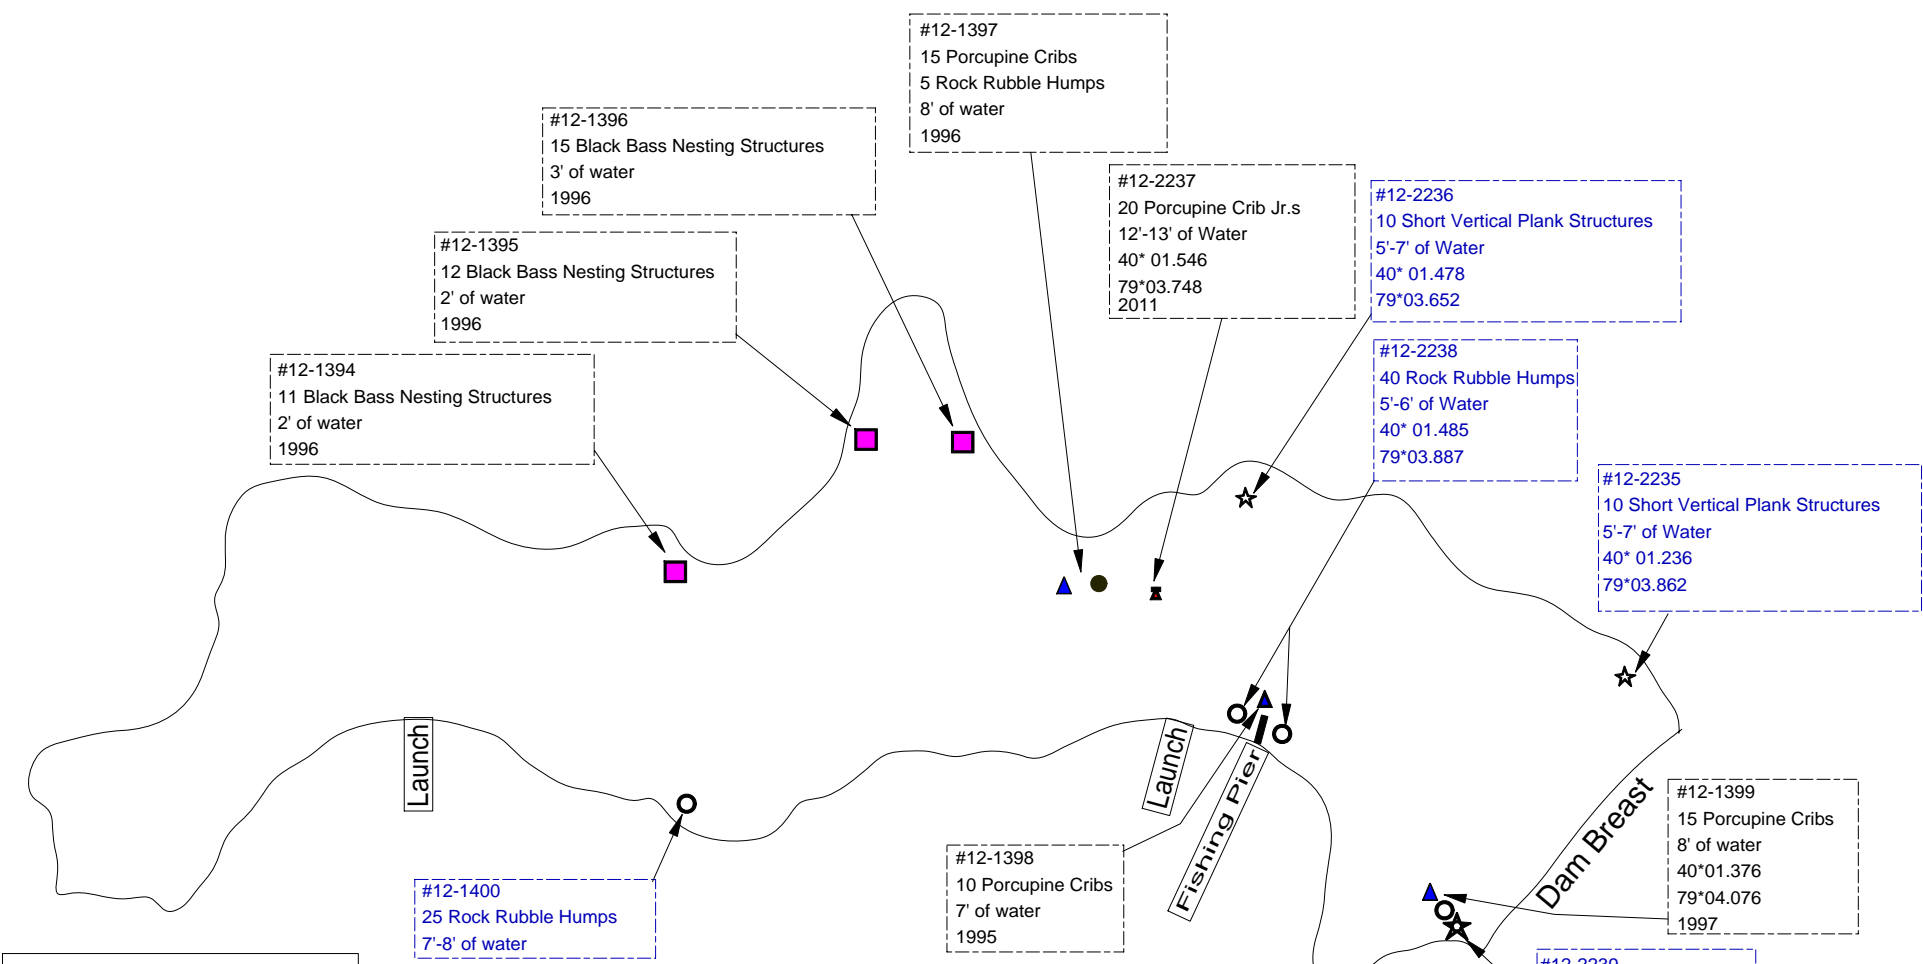 #12-1397
15 Porcupine Cribs
5 Rock Rubble Humps
8' of water
1996
#12-1396
15 Black Bass Nesting Structures
3' of water
1996
#12-2237
20 Porcupine Crib Jr.s
12'-13' of Water
40* 01.546
79*03.748
2011
#12-2236
10 Short Vertical Plank Structures
5'-7' of Water
40* 01.478
79*03.652
#12-1395
12 Black Bass Nesting Structures
2' of water
1996
#12-2238
40 Rock Rubble Humps
5'-6' of Water
40* 01.485
79*03.887
#12-1394
11 Black Bass Nesting Structures
2' of water
1996
#12-2235
10 Short Vertical Plank Structures
5'-7' of Water
40* 01.236
79*03.862
Launch
Launch
Fishing Pier
Dam Breast
#12-1399
15 Porcupine Cribs
8' of water
40*01.376
79*04.076
1997
#12-1398
10 Porcupine Cribs
7' of water
1995
#12-1400
25 Rock Rubble Humps
7'-8' of water
#12-2239